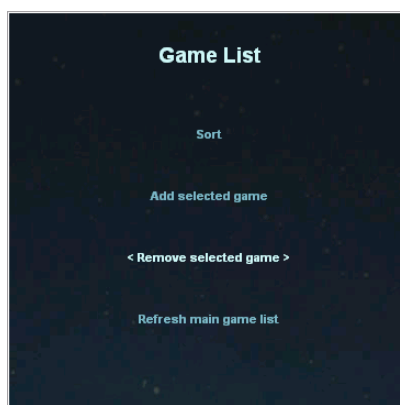 Game List
Sort
Add selected game
< Remove selected game >
Refresh main game list